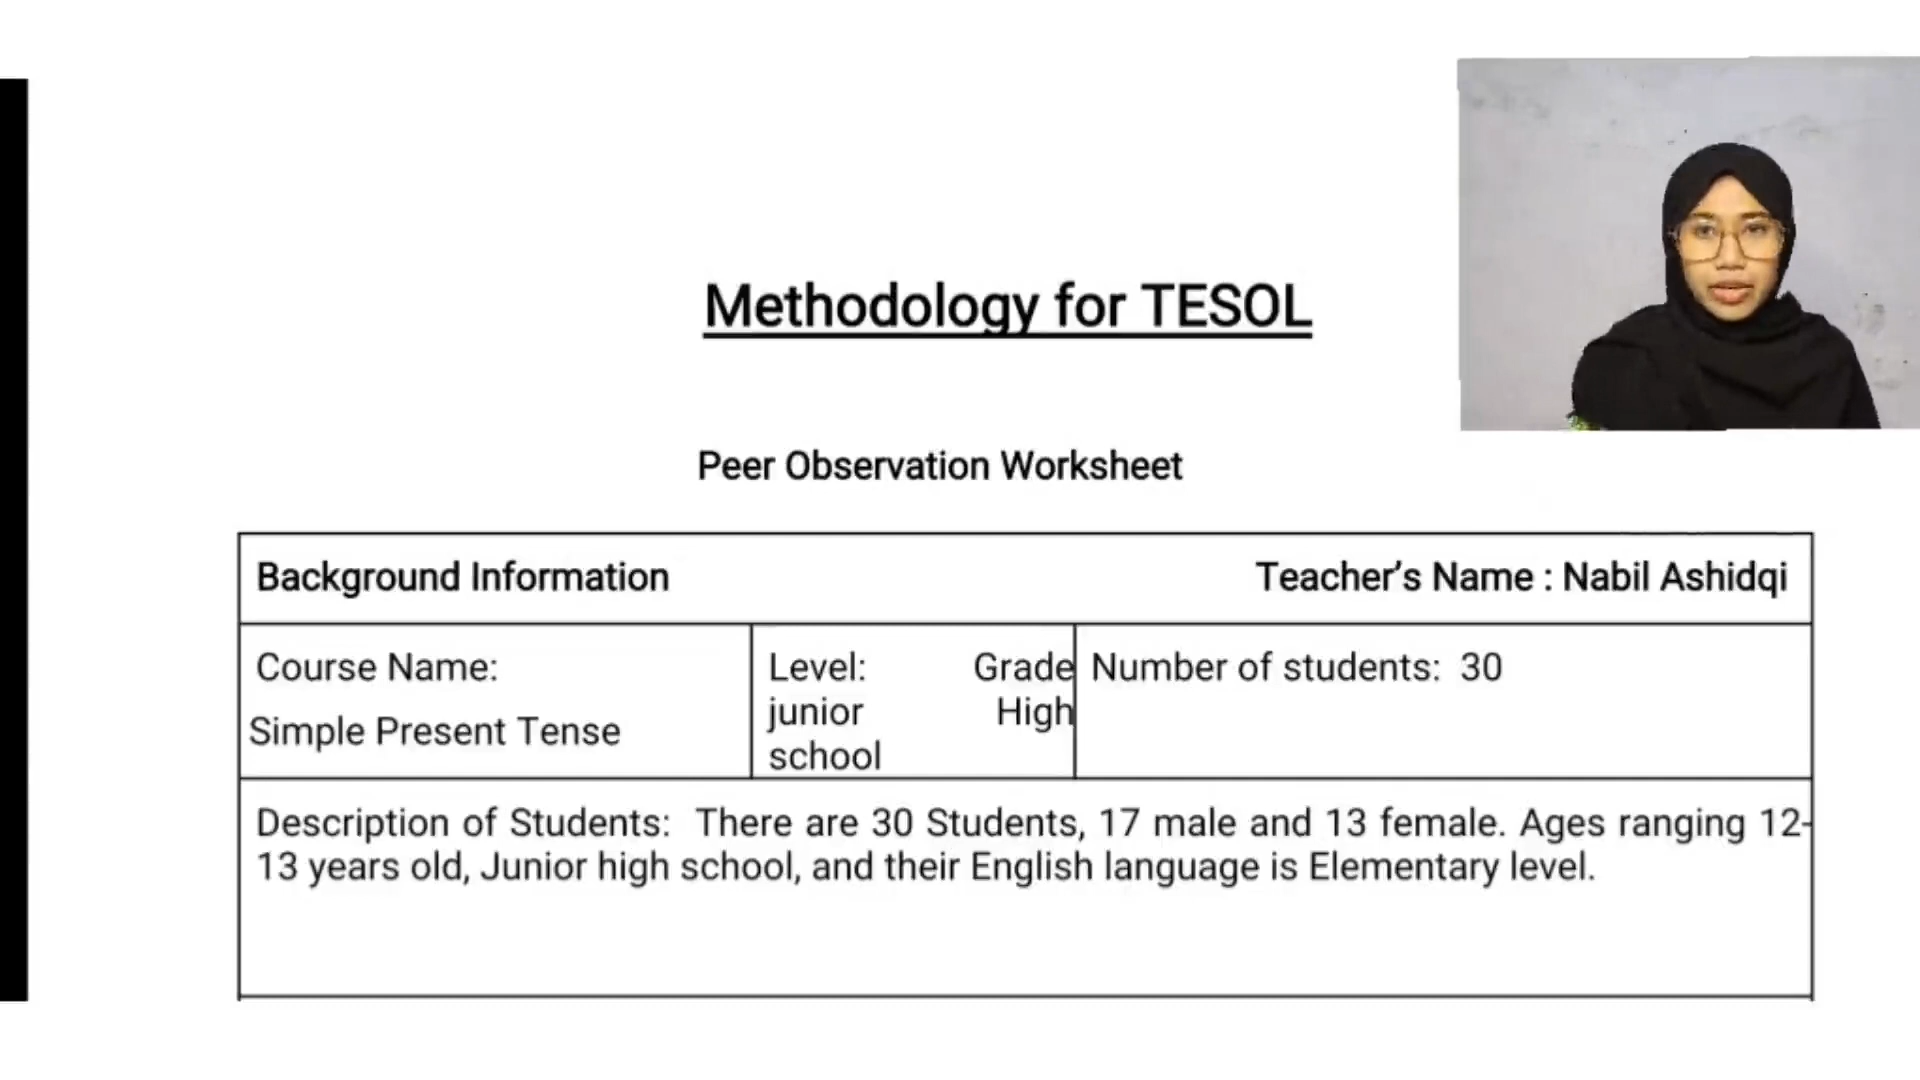 Methodology for TESOL
Peer Observation Worksheet
Background Information Teacher's Name : Nabil Ashidqi
Course Name:
Simple Present Tense
Level: Grade
junior High
school
Number of students: 30
Description of Students: There are 30 Students, 17 male and 13 female. Ages ranging 12-
13 years old, Junior high school, and their English language is Elementary level.